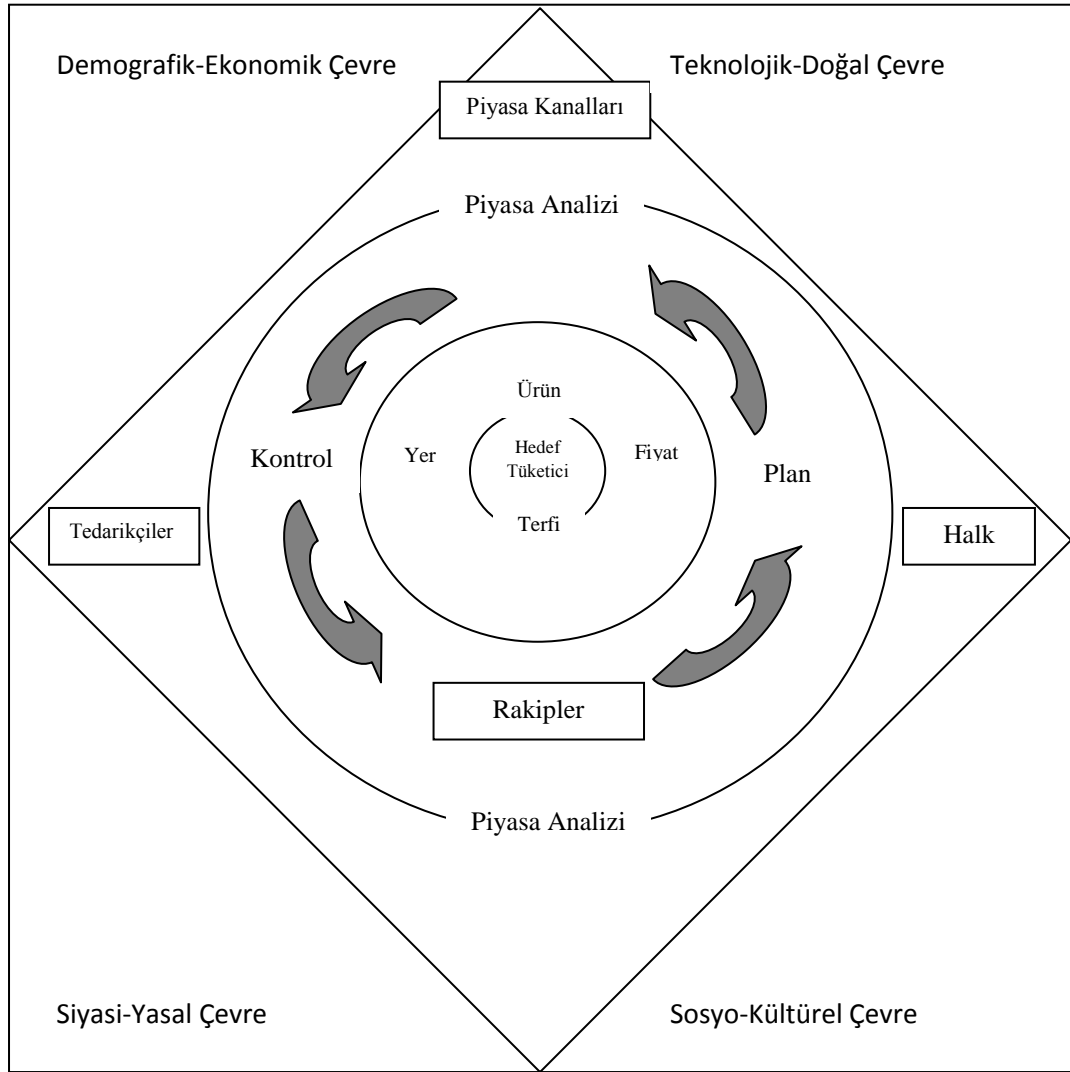 Demografik-Ekonomik Çevre
Teknolojik-Doğal Çevre
Piyasa Kanalları
Piyasa Analizi
Ürün
Kontrol
Yer
Hedef
Tüketici
Fiyat
Plan
Tedarikçiler
Terfi
Halk
Rakipler
Piyasa Analizi
Siyasi-Yasal Çevre
Sosyo-Kültürel Çevre